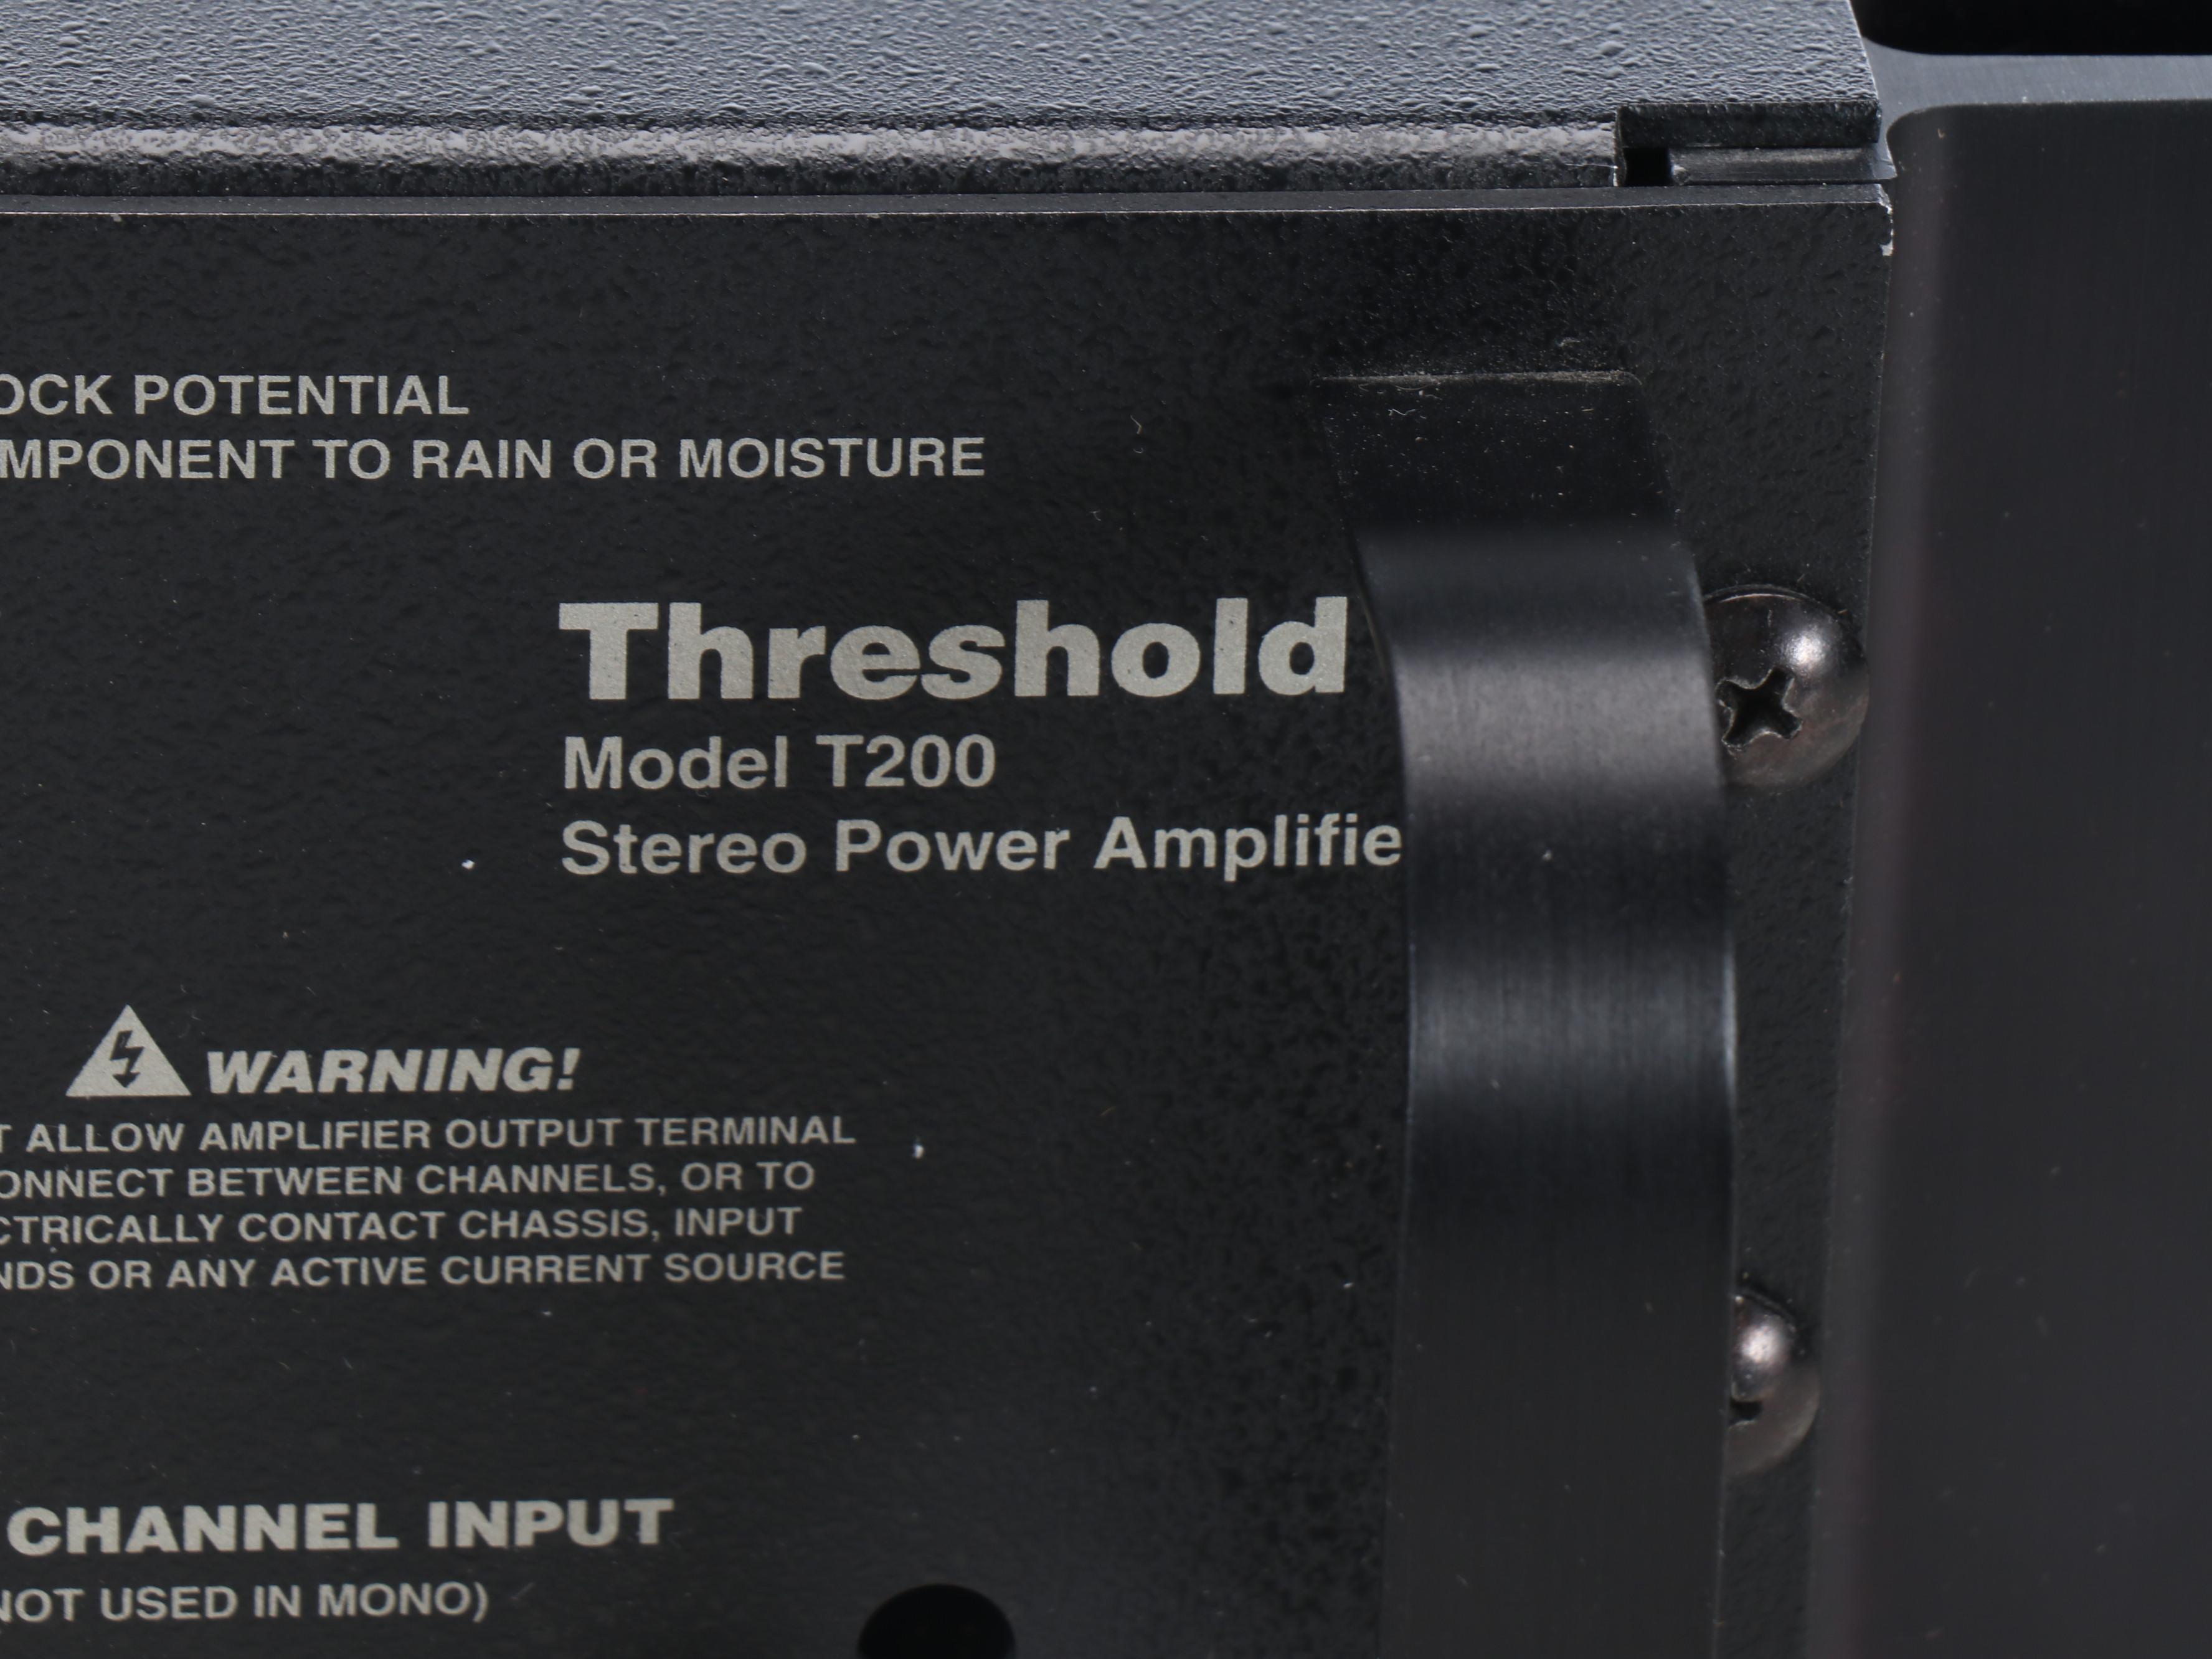 OCK POTENTIAL
OMPONENT TO RAIN OR MOISTURE
Threshold
Model T200
Stereo Power Amplifie
WARNING!
T ALLOW AMPLIFIER OUTPUT TERMINAL
ONNECT BETWEEN CHANNELS, OR TO
CTRICALLY CONTACT CHASSIS, INPUT
NDS OR ANY ACTIVE CURRENT SOURCE
CHANNEL INPUT
NOT USED IN MONO)